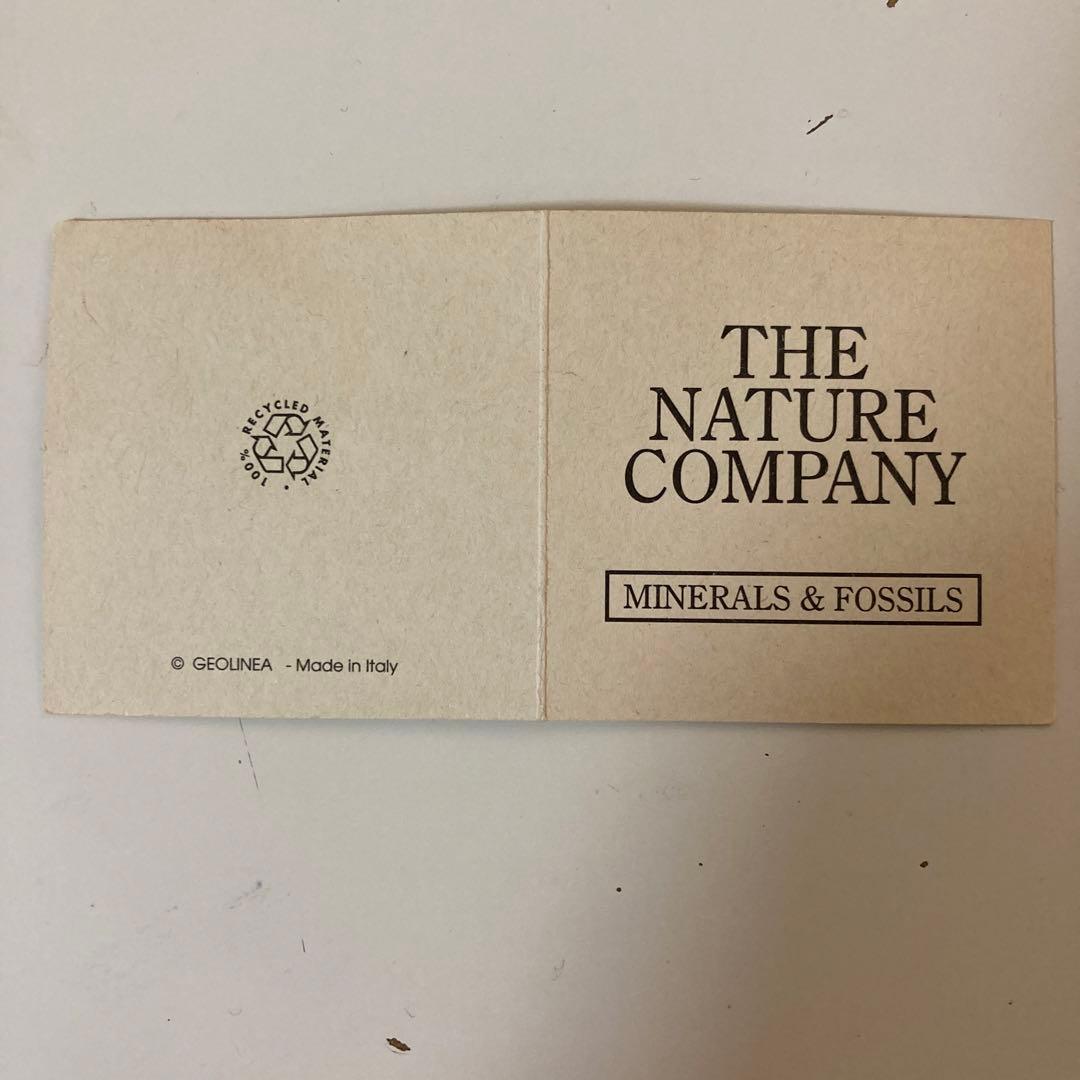 100% RECYCLED MATERIAL •
© GEOLINEA - Made in Italy
THE
NATURE
COMPANY
MINERALS & FOSSILS